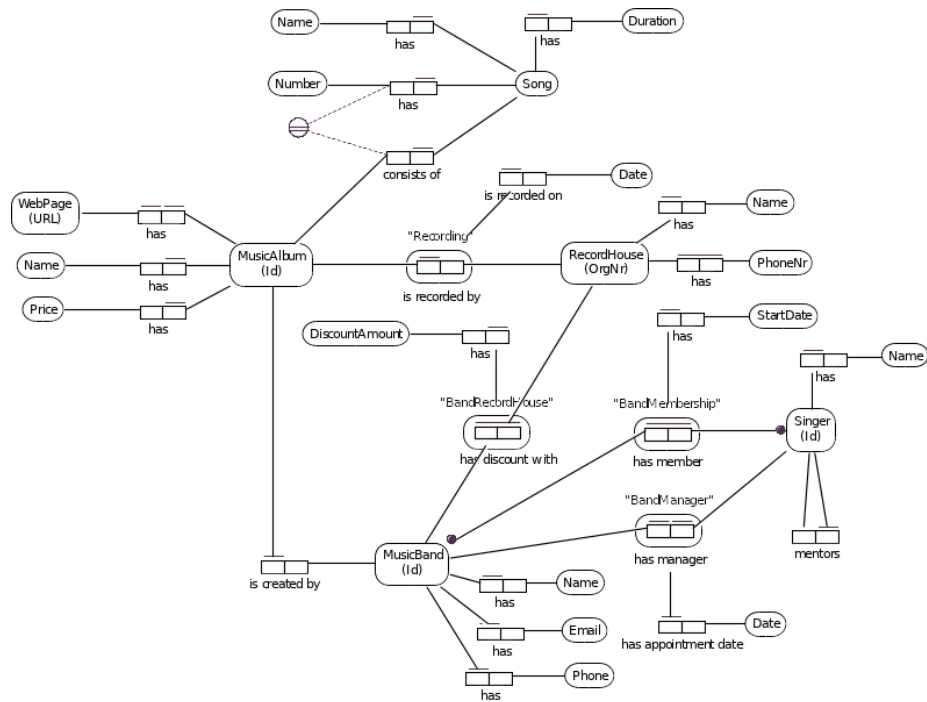 Name
has
Duration
has
Number
has
Song
consists of
Date
is recorded on
WebPage
(URL)
has
Name
has
"Recording"
MusicAlbum
(Id)
RecordHouse
(OrgNr)
Name
has
PhoneNr
has
is recorded by
Price
has
DiscountAmount
has
StartDate
has
Name
has
"BandRecordHouse"
"BandMembership"
Singer
(Id)
has discount with
has member
"BandManager"
mentors
has manager
MusicBand
(Id)
is created by
Name
has
Email
has
Date
has appointment date
Phone
has